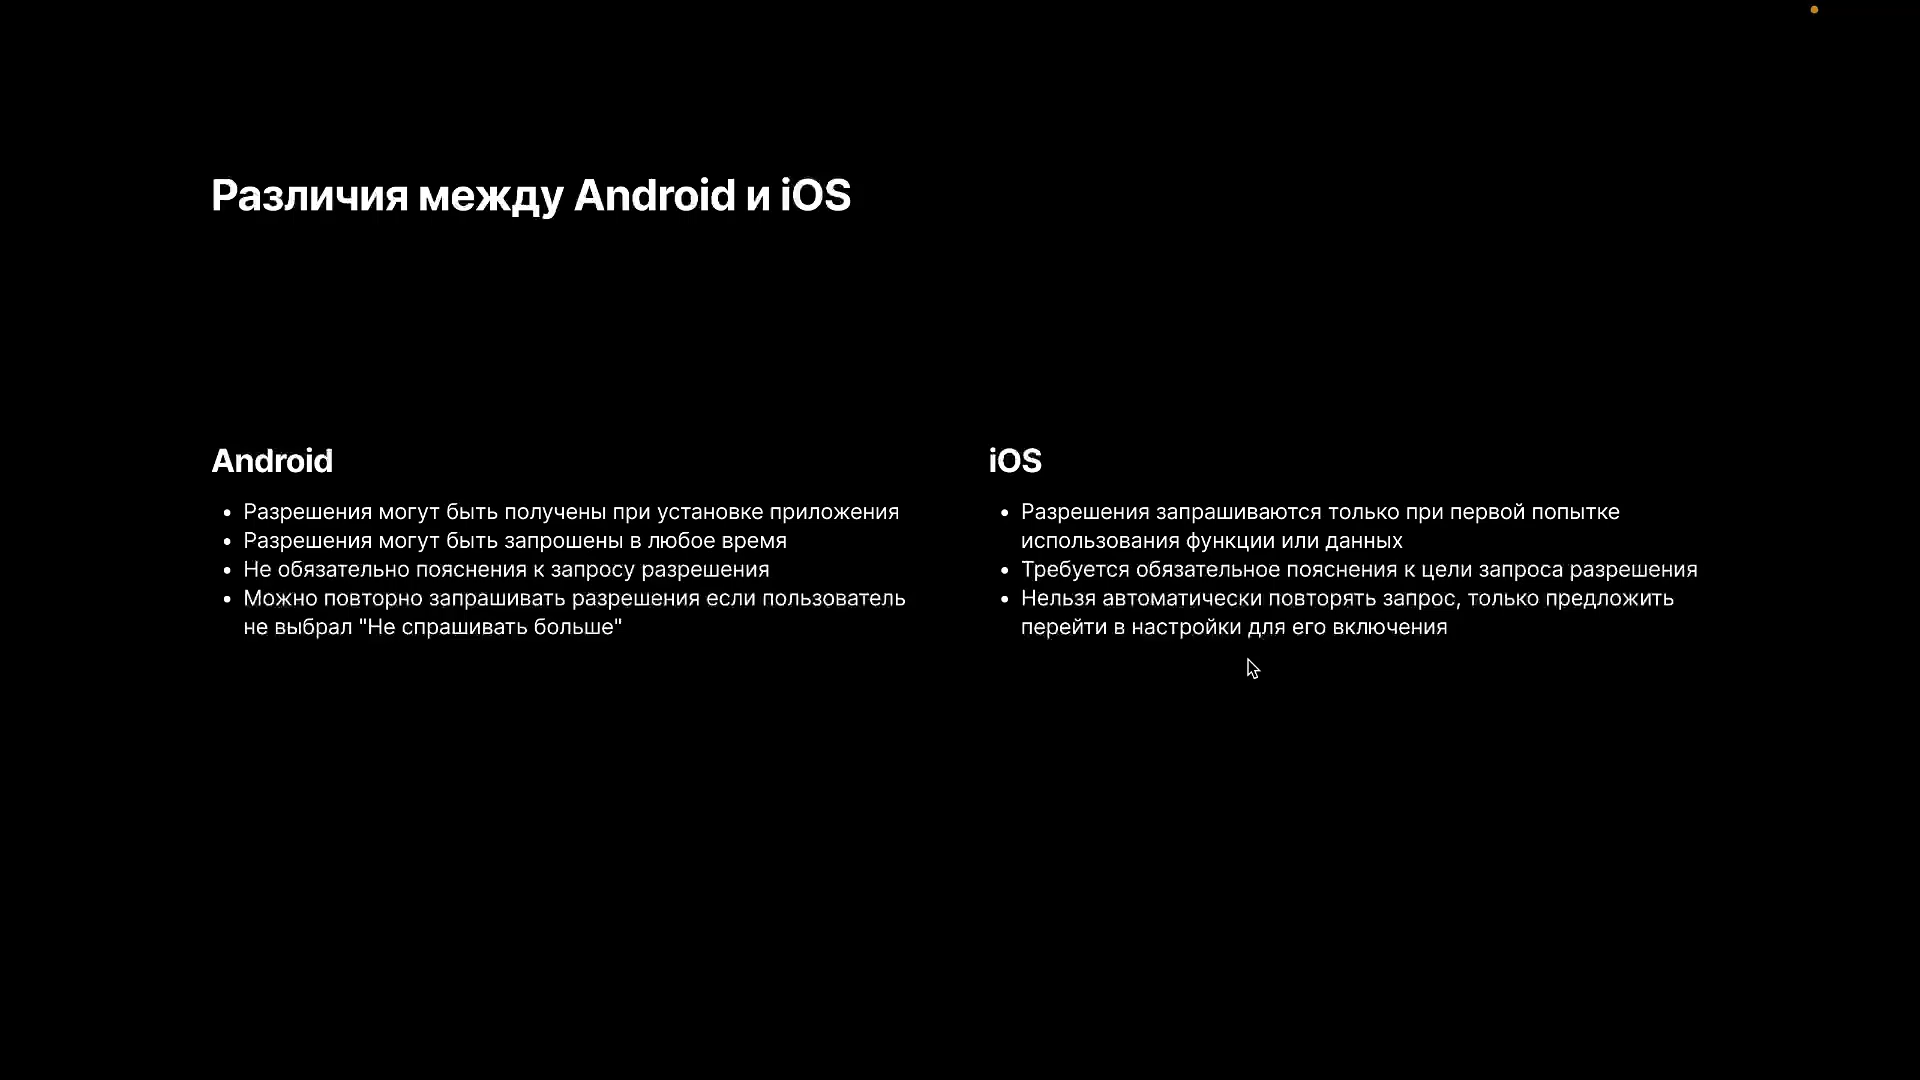 Различия между Android и iOS
Android
Разрешения могут быть получены при установке приложения
Разрешения могут быть запрошены в любое время
Не обязательно пояснения к запросу разрешения
Можно повторно запрашивать разрешения если пользователь
не выбрал "Не спрашивать больше"
iOS
Разрешения запрашиваются только при первой попытке
использования функции или данных
Требуется обязательное пояснения к цели запроса разрешения
Нельзя автоматически повторять запрос, только предложить
перейти в настройки для его включения